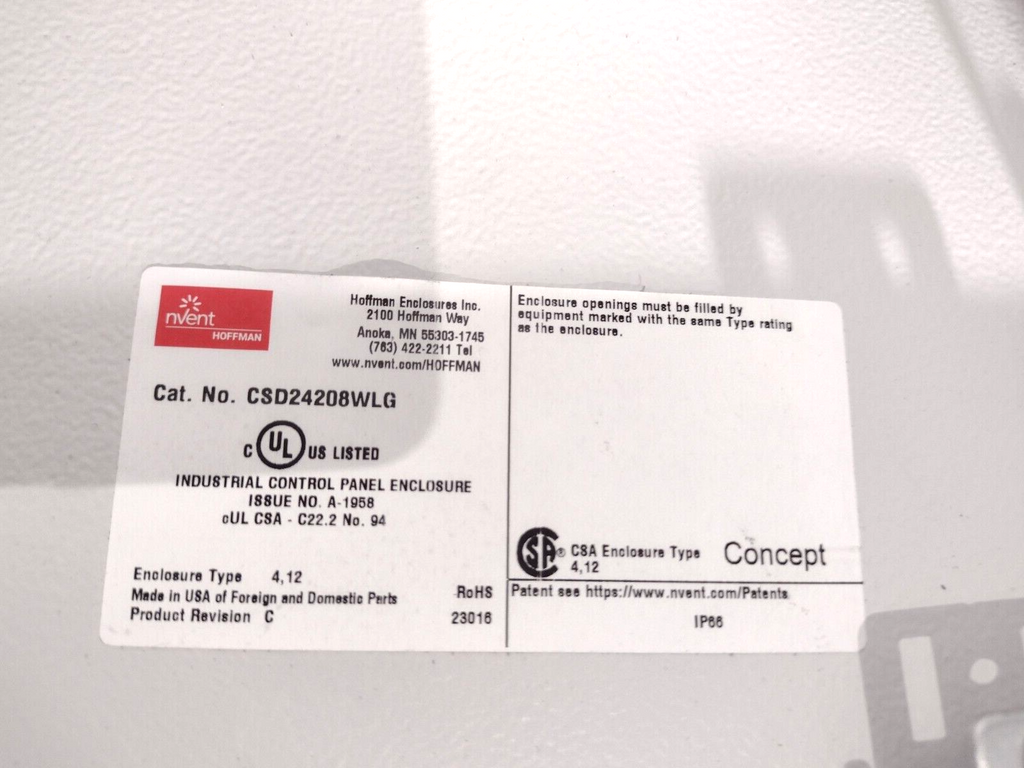 nVent
HOFFMAN
Hoffman Enclosures Inc.
2100 Hoffman Way
Anoka, MN 55303-1745
(763) 422-2211 Tel
www.nvent.com/HOFFMAN
Cat. No. CSD24208WLG
C UL US LISTED
INDUSTRIAL CONTROL PANEL ENCLOSURE
ISSUE NO. A-1958
cUL CSA - C22.2 No. 94
Enclosure Type 4,12
Made in USA of Foreign and Domestic Parts
RoHS
Product Revision C
23016
Enclosure openings must be filled by
equipment marked with the same Type rating
as the enclosure.
SA ® CSA Enclosure Type
4,12
Concept
Patent see https://www.nvent.com/Patents
IP66